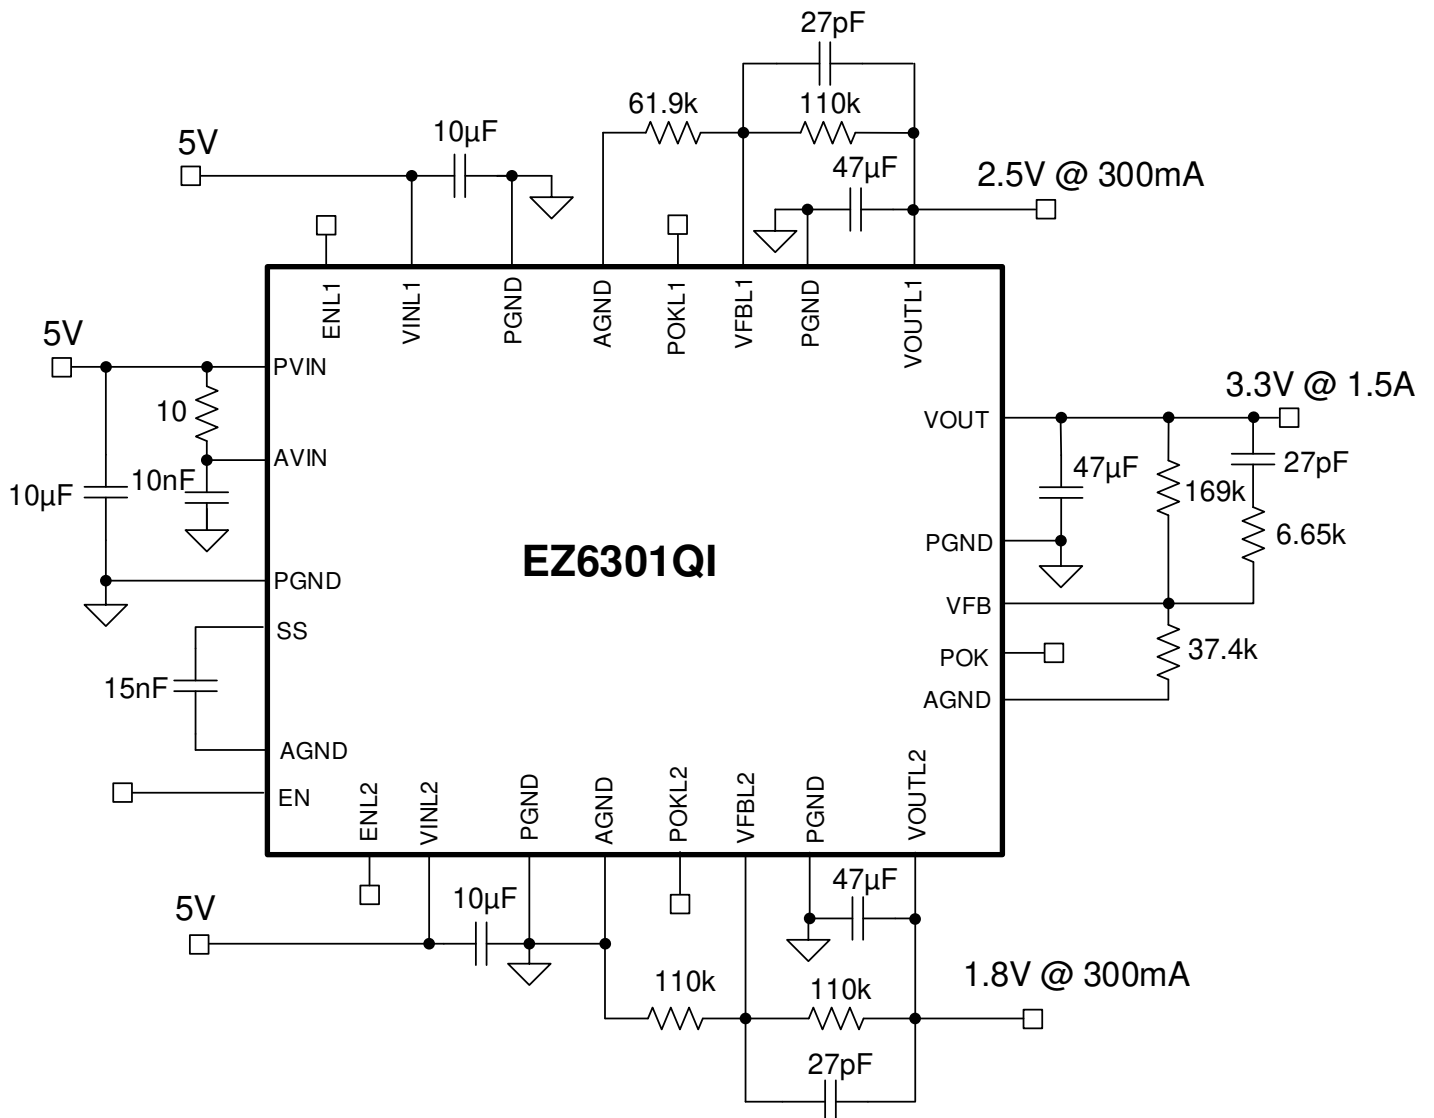 27pF
61.9k
110k
10µF
5V
47µF
2.5V @ 300mA
ENL1
VINL1
PGND
AGND
POKL1
VFBL1
PGND
VOUTL1
5V
PVIN
3.3V @ 1.5A
10
VOUT
AVIN
47µF
27pF
10µF
10nF
169k
6.65k
EZ6301QI
PGND
PGND
VFB
SS
37.4k
POK
15nF
AGND
AGND
EN
ENL2
VINL2
PGND
AGND
POKL2
VFBL2
PGND
VOUTL2
47µF
10µF
5V
1.8V @ 300mA
110k
110k
27pF